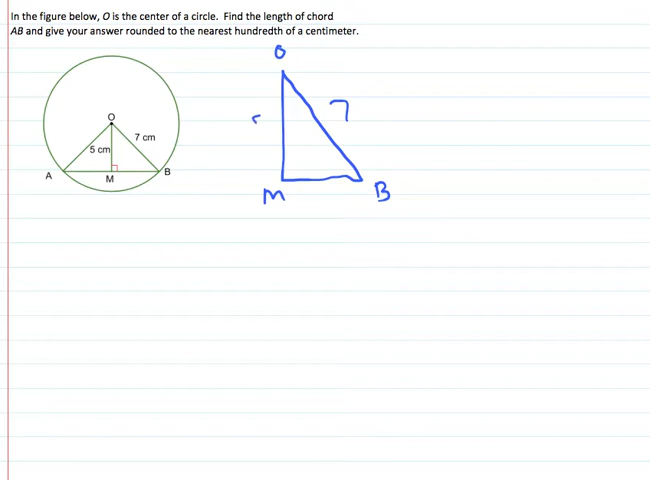 In the figure below, O is the center of a circle. Find the length of chord
AB and give your answer rounded to the nearest hundredth of a centimeter.
O
O
7
7 cm
5 cm
A
B
M
M
B